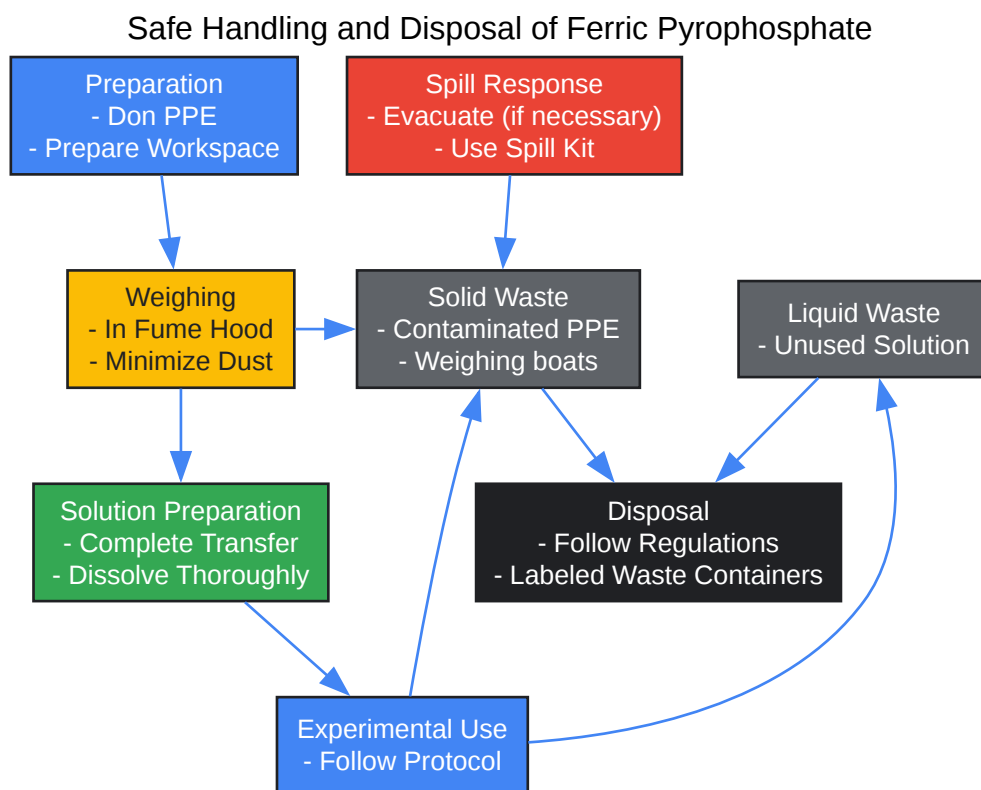 Safe Handling and Disposal of Ferric Pyrophosphate
Preparation
- Don PPE
- Prepare Workspace
Spill Response
- Evacuate (if necessary)
- Use Spill Kit
Weighing
- In Fume Hood
- Minimize Dust
Solid Waste
- Contaminated PPE
- Weighing boats
Liquid Waste
- Unused Solution
Solution Preparation
- Complete Transfer
- Dissolve Thoroughly
Disposal
- Follow Regulations
- Labeled Waste Containers
Experimental Use
- Follow Protocol